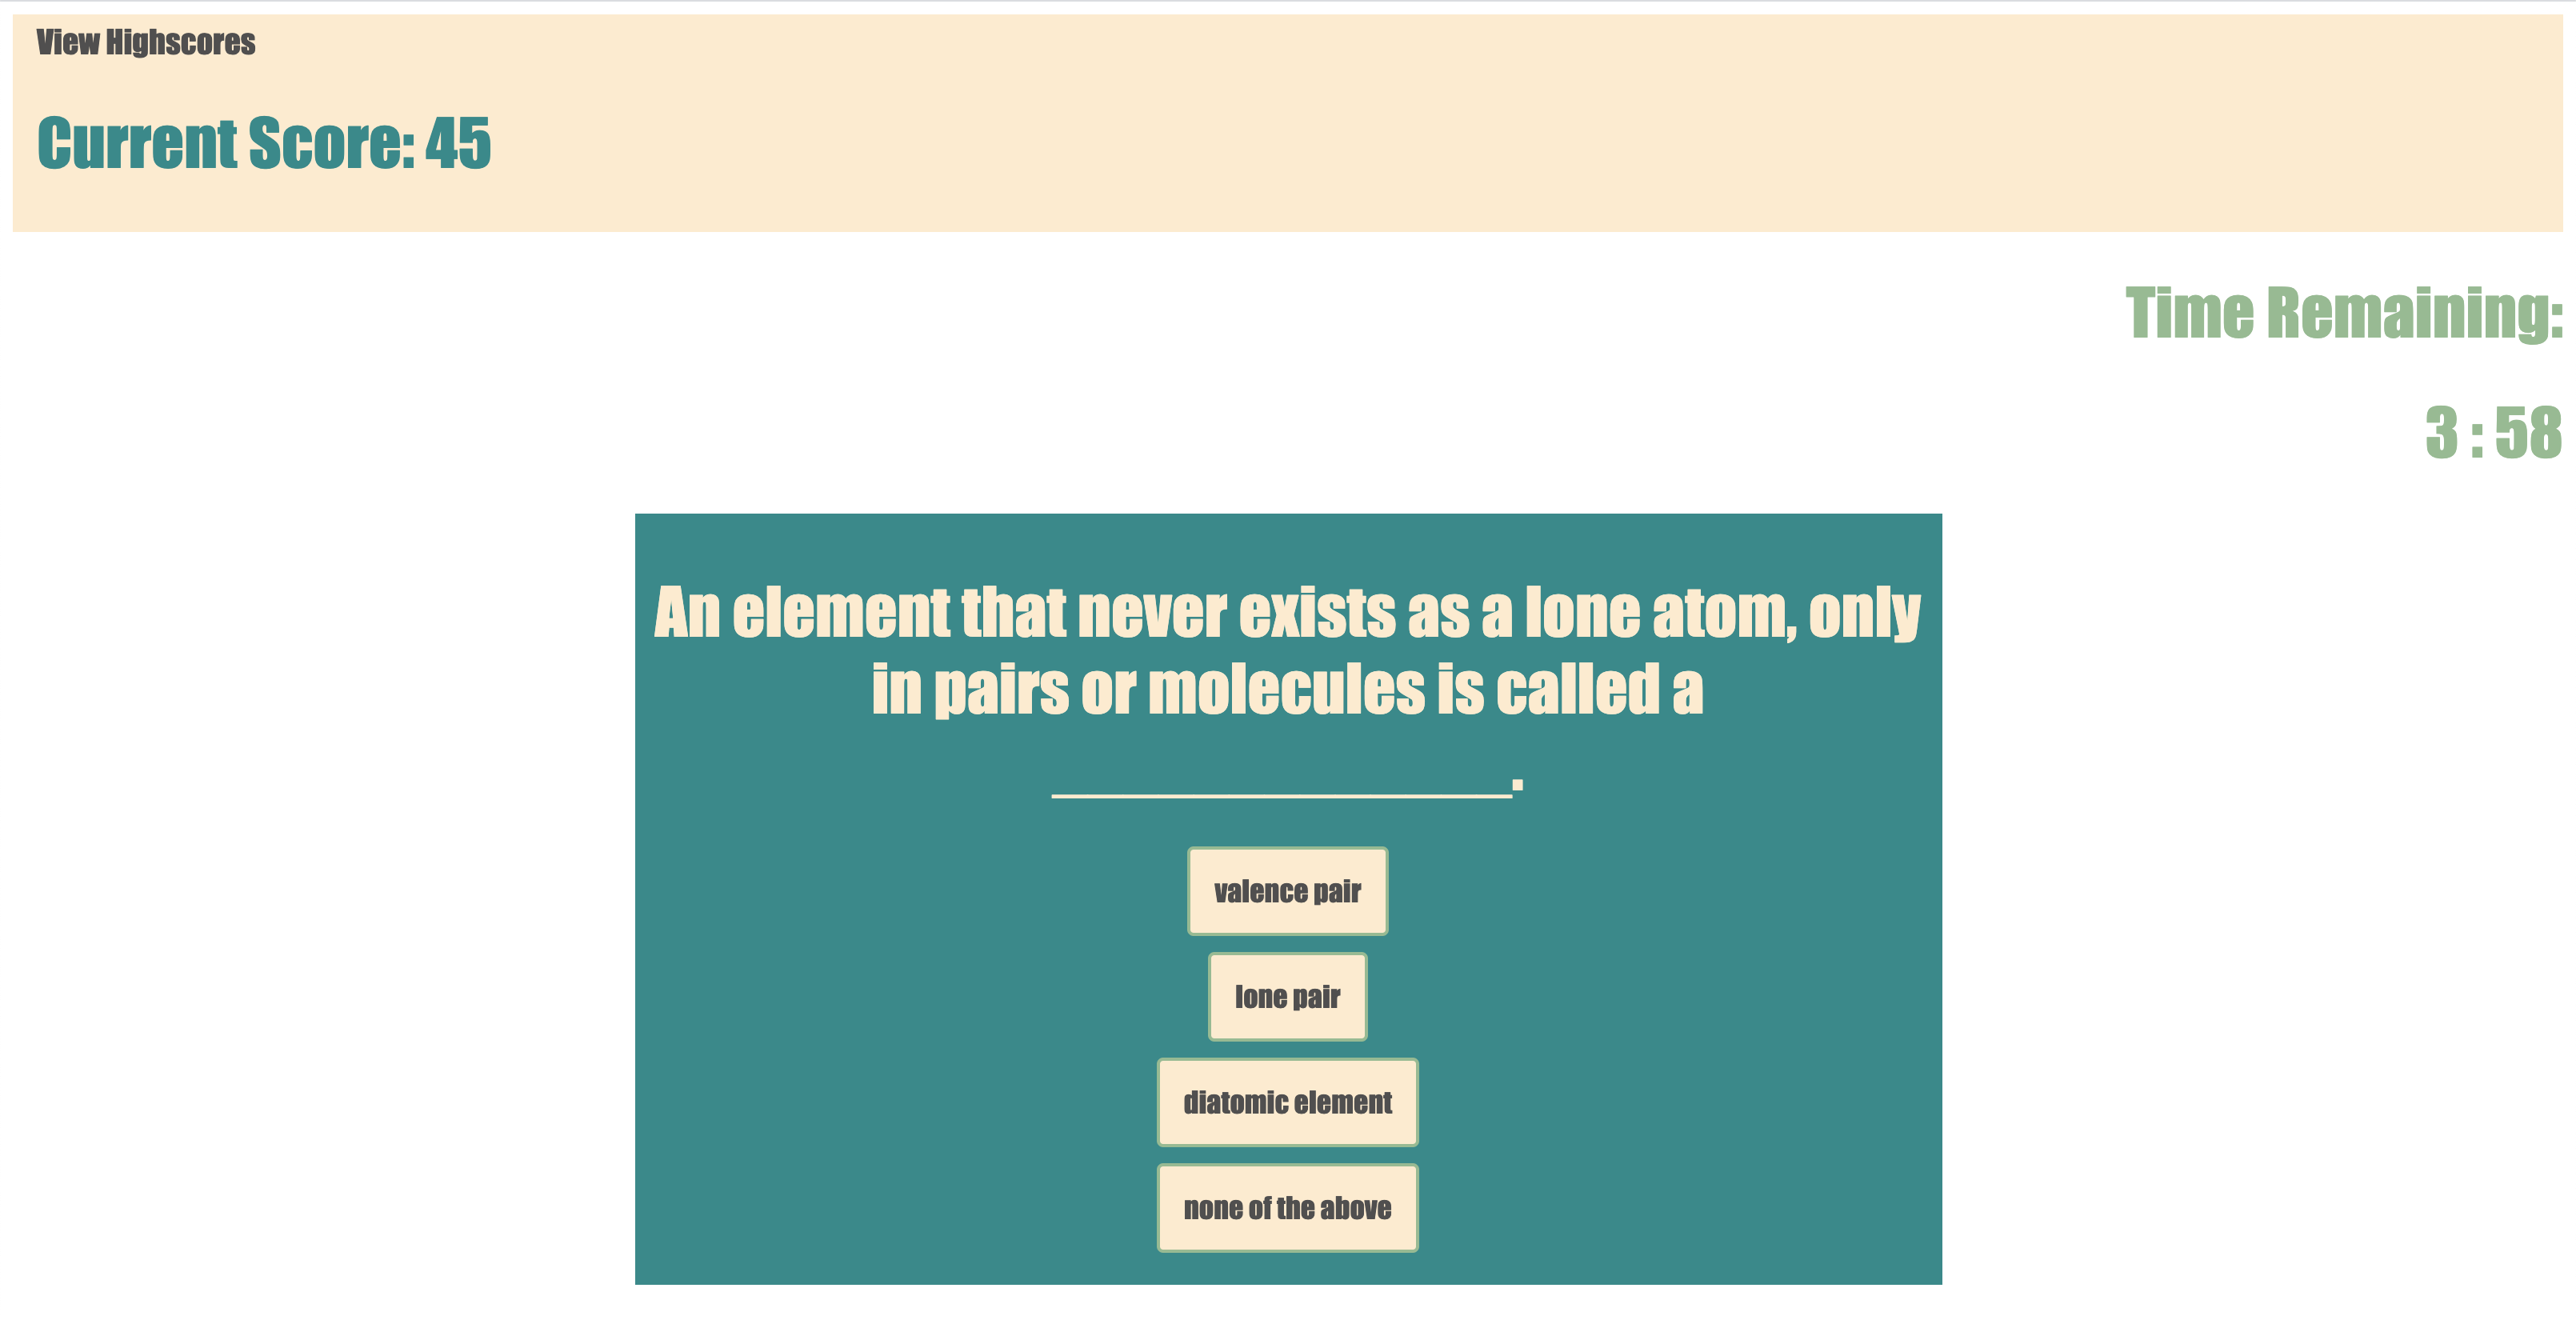 View Highscores
Current Score: 45
Time Remaining:
3 : 58
An element that never exists as a lone atom, only
in pairs or molecules is called a
_______________.
valence pair
lone pair
diatomic element
none of the above